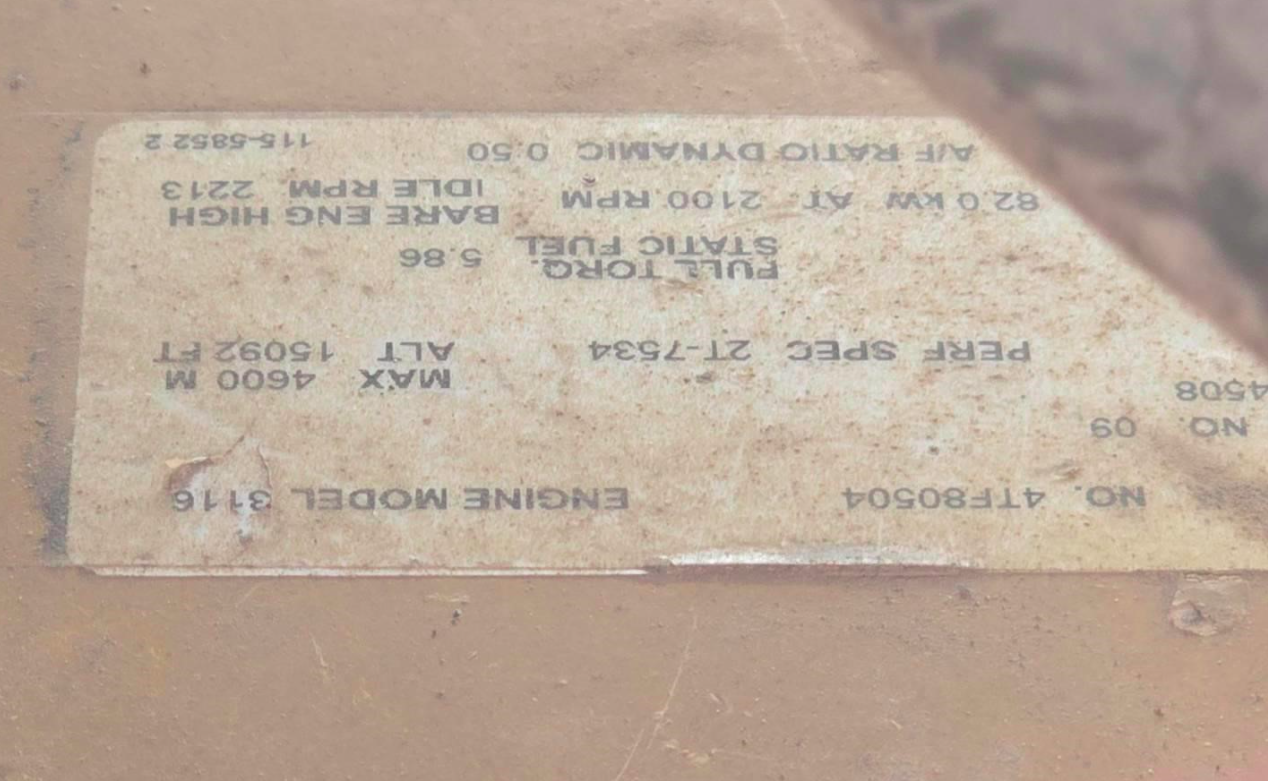 NO. 4TF80504 ENGINE MODEL 3116
NO. 09
4508 MAX 4600 M
PERF SPEC 2T-7534 ALT 15092 FT
FULL TORQ. 5.86
STATIC FUEL
BARE ENG HIGH
82.0 KW AT 2100 RPM IDLE RPM 2213
A/F RATIO DYNAMIC 0.50 115-5852 2